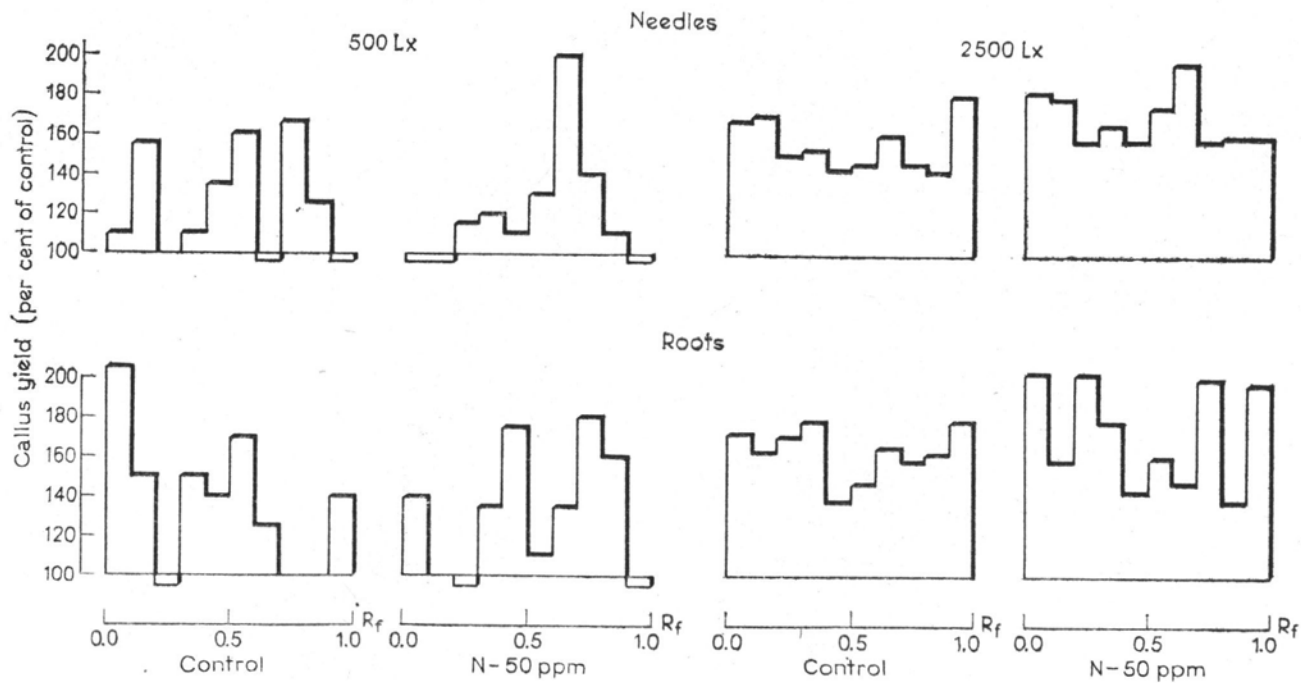 Needles
500 Lx
2500 Lx
Callus yield (per cent of control)
200
180
160
140
120
100
Roots
200
180
160
140
120
100
0.0 0.5 1.0 Rf
Control
0.0 0.5 1.0 Rf
N-50 ppm
0.0 0.5 1.0 Rf
Control
0.0 0.5 1.0 Rf
N-50 ppm